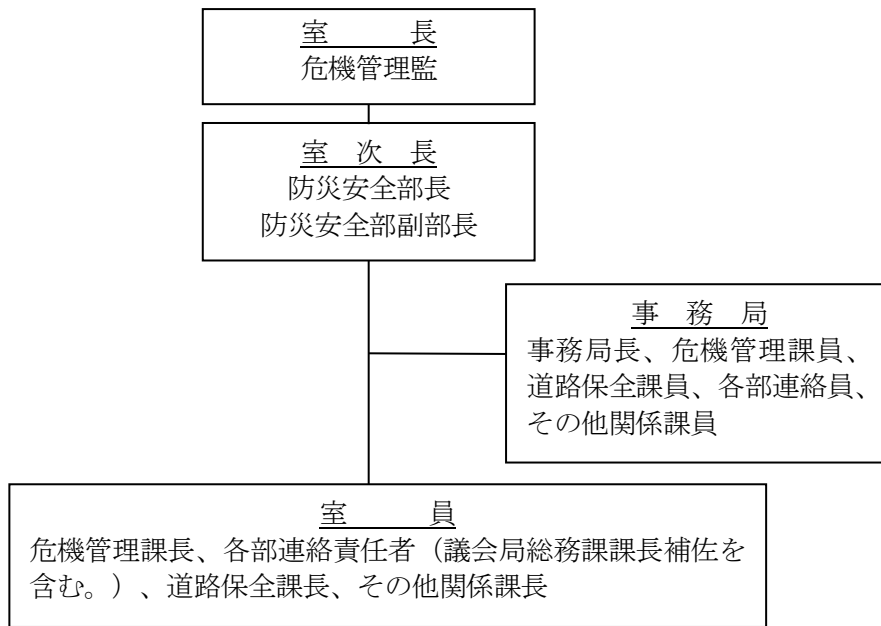 室　　　長
危機管理監
室　次　長
防災安全部長
防災安全部副部長
事　務　局
事務局長、危機管理課員、
道路保全課員、各部連絡員、
その他関係課員
室　　　員
危機管理課長、各部連絡責任者（議会局総務課課長補佐を
含む。）、道路保全課長、その他関係課長